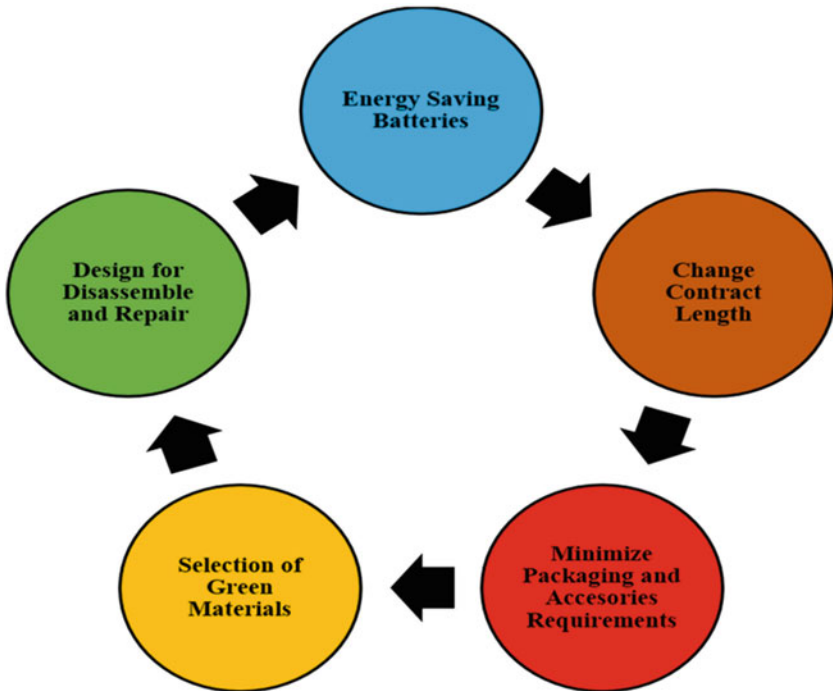 Energy Saving
Batteries
Change
Contract
Length
Minimize
Packaging and
Accesories
Requirements
Selection of
Green
Materials
Design for
Disassemble
and Repair